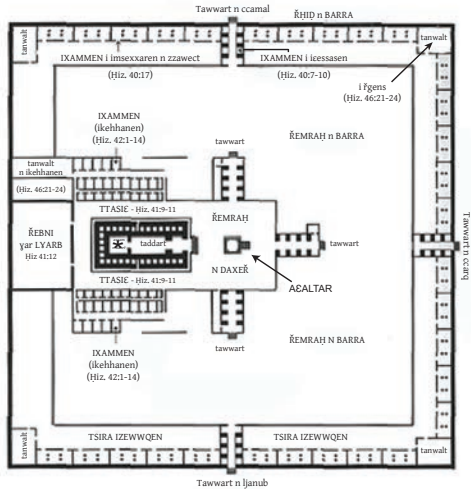 Tawwart n ccamal
ŘḤID n BARRA
tanwalt
tanwalt
IXAMMEN i imsexxaren n zzawect
(Ḥiz. 40:17)
IXAMMEN i icessasen
(Ḥiz. 40:7-10)
i řgens
(Ḥiz. 46:21-24)
IXAMMEN
(ikehhanen)
(Ḥiz. 42:1-14)
ŘEMRAḤ n BARRA
tawwart
tanwalt
n ikehhanen
(Ḥiz. 46:21-24)
TTASIE - Ḥiz. 41:9-11
ŘEMRAḤ
ŘEBNI
ɣar LYARB
Ḥiz 41:12
taddart
tawwart
Tawwart n ccarq
N DAXEŘ
TTASIE - Ḥiz. 41:9-11
AƐALTAR
tawwart
IXAMMEN
(ikehhanen)
(Ḥiz. 42:1-14)
ŘEMRAḤ N BARRA
tanwalt
TSIRA IZEWWQEN
TSIRA IZEWWQEN
tanwalt
Tawwart n ljanub